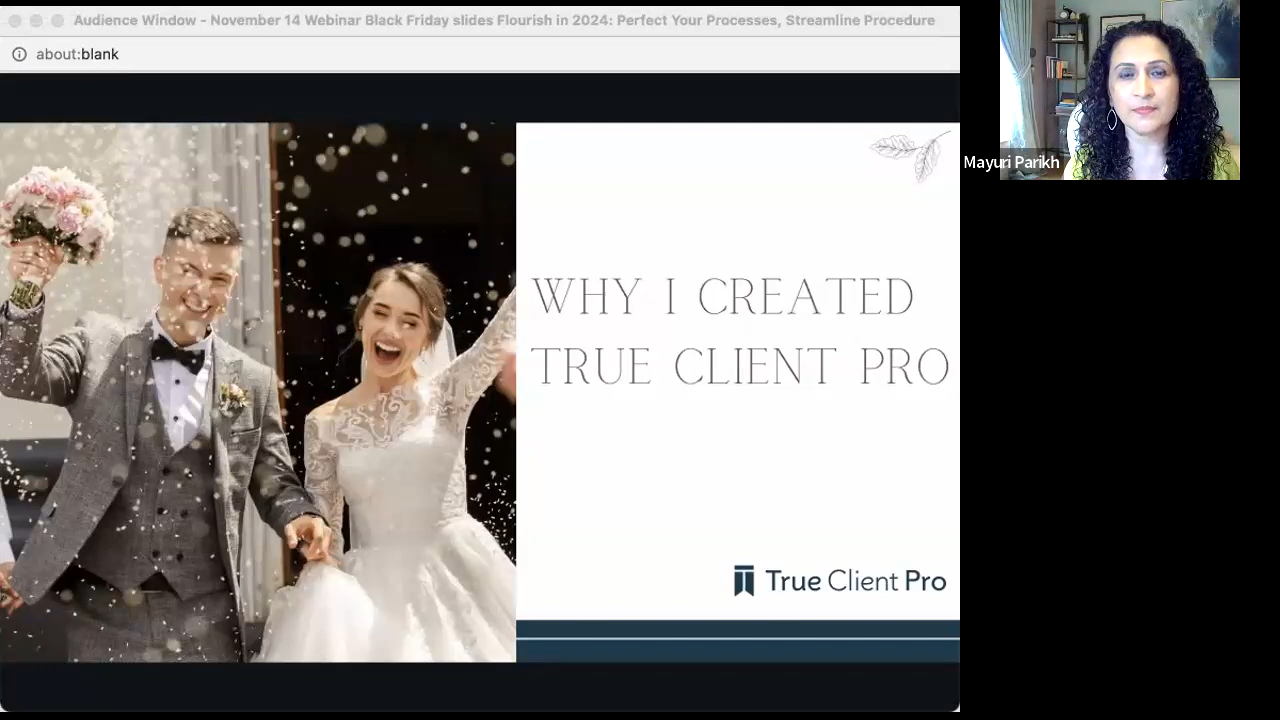 Audience Window - November 14 Webinar Black Friday slides Flourish in 2024: Perfect Your Processes, Streamline Procedure
about:blank
Mayuri Parikh
WHY I CREATED
TRUE CLIENT PRO
True Client Pro